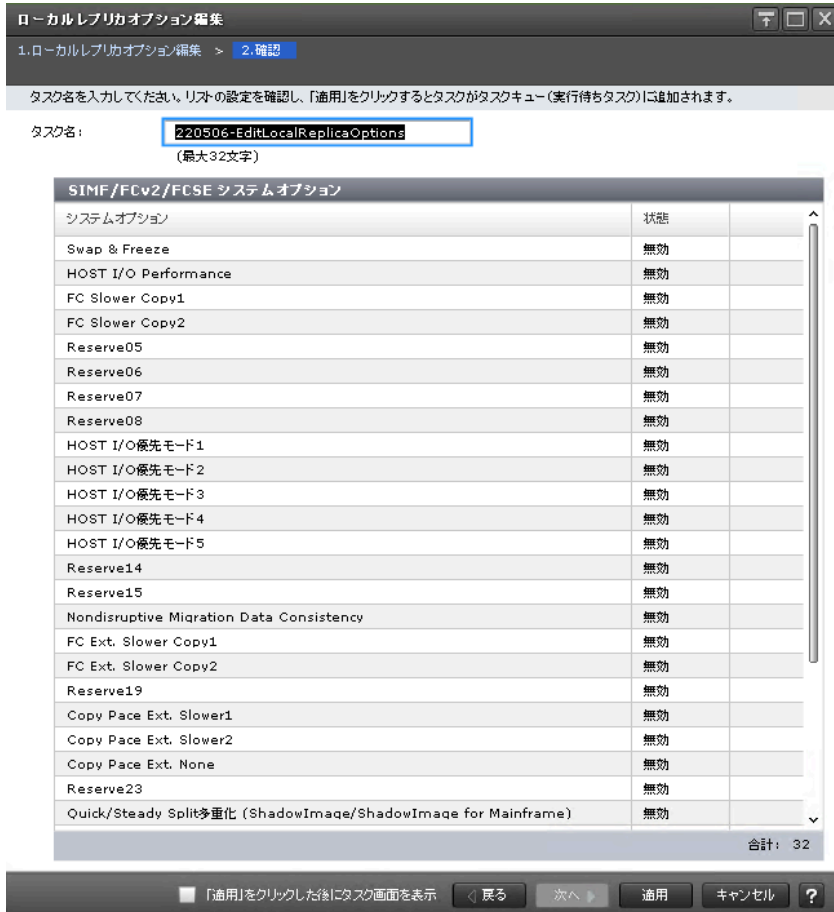 ローカルレプリカオプション編集
1.ローカルレプリカオプション編集 > 2.確認
タスク名を入力してください。リストの設定を確認し、「適用」をクリックするとタスクがタスクキュー(実行待ちタスク)に追加されます。
タスク名: 220506-EditLocalReplicaOptions
(最大32文字)
SIMF/FCv2/FCSE システムオプション
システムオプション 状態
Swap & Freeze 無効
HOST I/O Performance 無効
FC Slower Copy1 無効
FC Slower Copy2 無効
Reserve05 無効
Reserve06 無効
Reserve07 無効
Reserve08 無効
HOST I/O優先モード1 無効
HOST I/O優先モード2 無効
HOST I/O優先モード3 無効
HOST I/O優先モード4 無効
HOST I/O優先モード5 無効
Reserve14 無効
Reserve15 無効
Nondisruptive Migration Data Consistency 無効
FC Ext. Slower Copy1 無効
FC Ext. Slower Copy2 無効
Reserve19 無効
Copy Pace Ext. Slower1 無効
Copy Pace Ext. Slower2 無効
Copy Pace Ext. None 無効
Reserve23 無効
Quick/Steady Split多重化 (ShadowImage/ShadowImage for Mainframe) 無効
合計: 32
「適用」をクリックした後にタスク画面を表示 戻る 次へ 適用 キャンセル ?